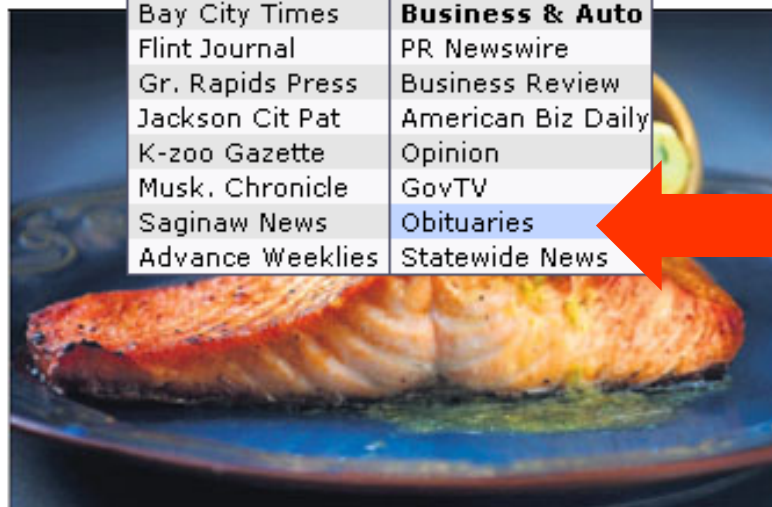 Bay City Times
Flint Journal
Gr. Rapids Press
Jackson Cit Pat
K-zoo Gazette
Musk. Chronicle
Saginaw News
Advance Weeklies
Business & Auto
PR Newswire
Business Review
American Biz Daily
Opinion
GovTV
Obituaries
Statewide News